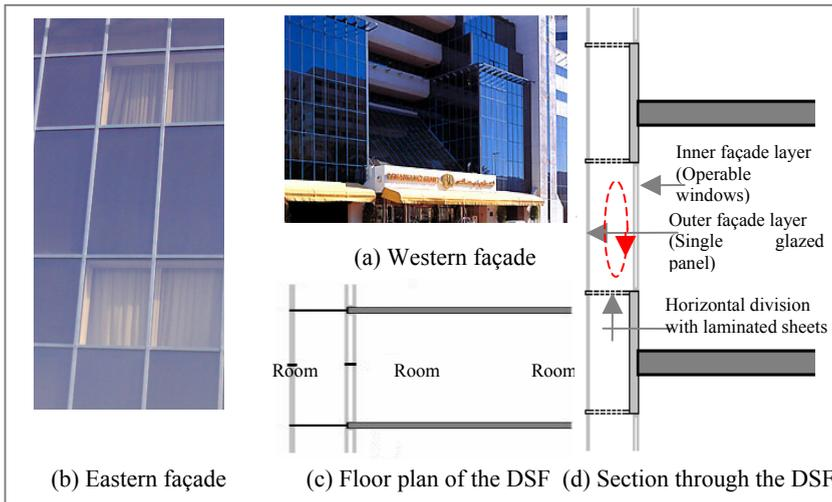 Inner façade layer
(Operable
windows)
Outer façade layer
(Single glazed
panel)
Horizontal division
with laminated sheets
(a) Western façade
Room Room Room
(b) Eastern façade
(c) Floor plan of the DSF
(d) Section through the DSF